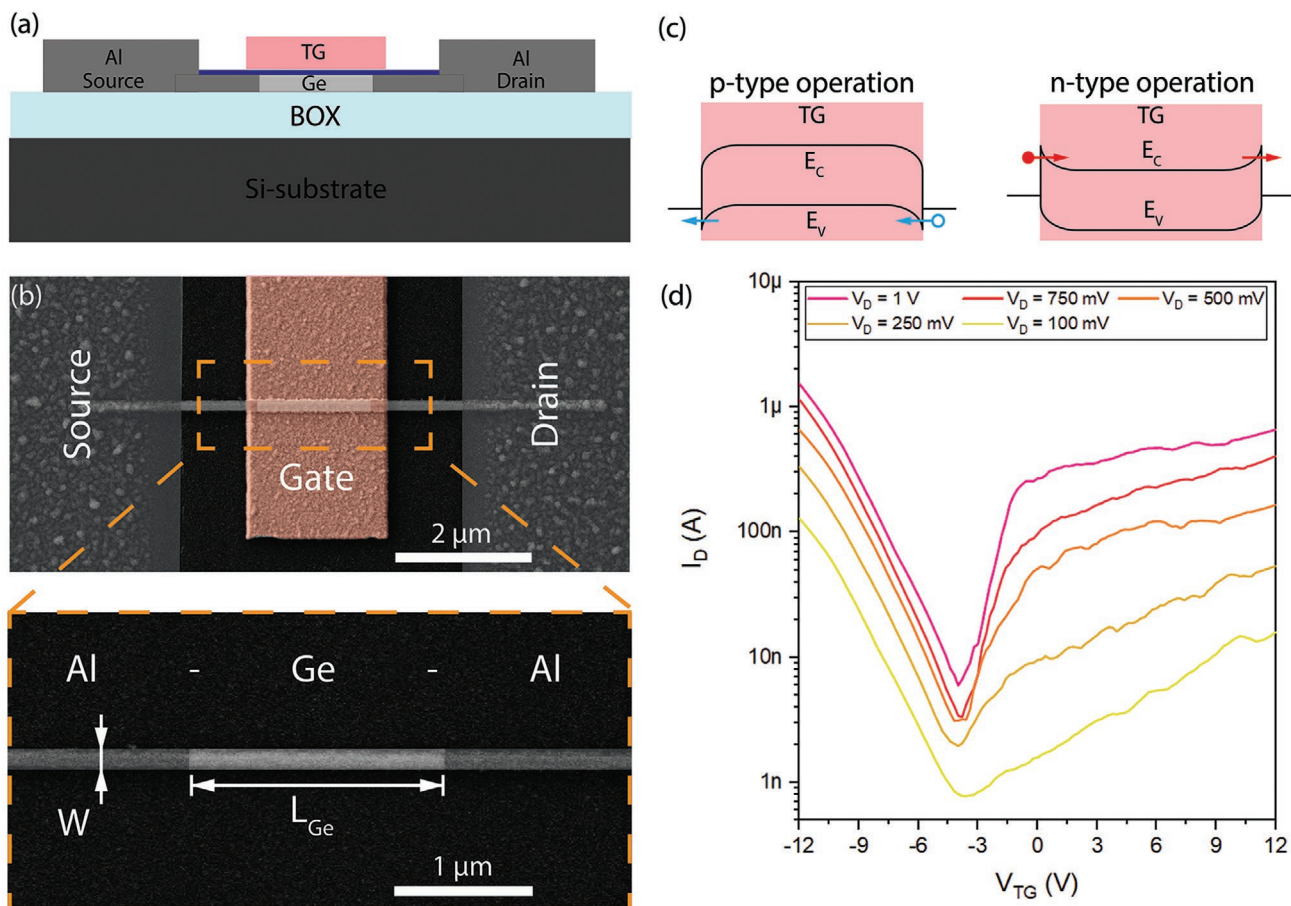 (a)
Al
Source
TG
Ge
Al
Drain
BOX
Si-substrate
(b)
Source
Gate
Drain
2 µm
Al - Ge - Al
W
L_Ge
1 µm
(c)
p-type operation
TG
E_C
E_V
n-type operation
TG
E_C
E_V
(d)
V_D = 1 V V_D = 750 mV V_D = 500 mV
V_D = 250 mV V_D = 100 mV
I_D (A)
10µ
1µ
100n
10n
1n
-12 -9 -6 -3 0 3 6 9 12
V_TG (V)